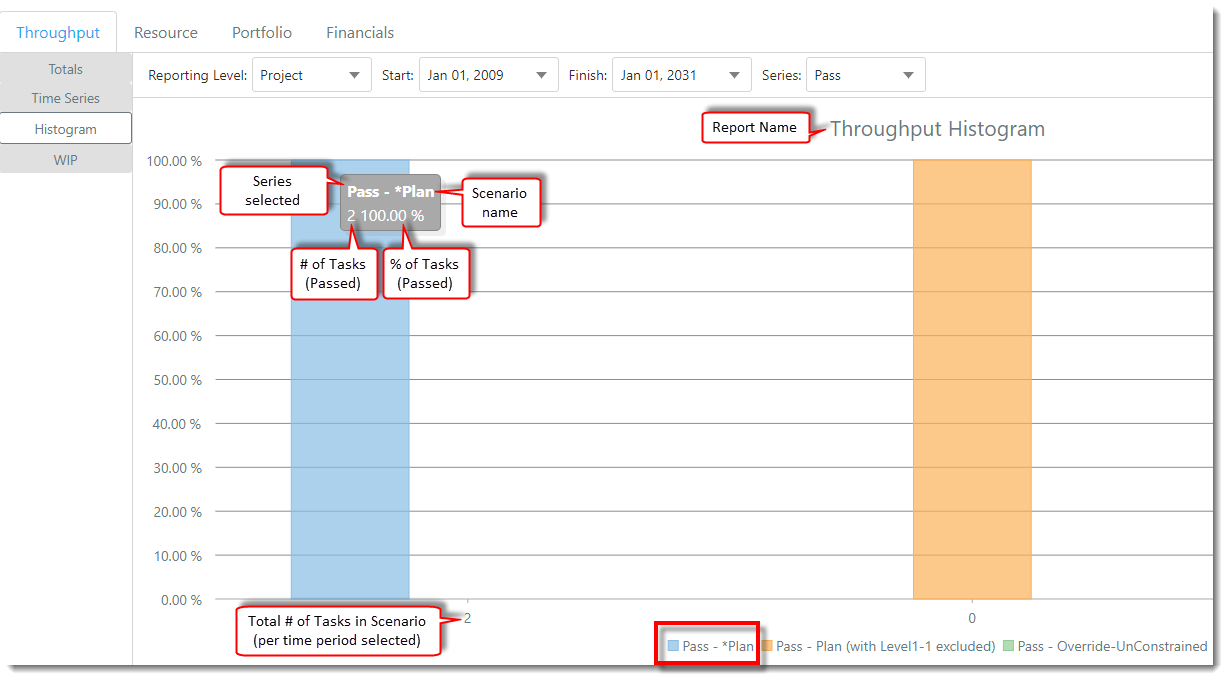 Throughput Resource Portfolio Financials
Totals
Time Series
Histogram
WIP
Reporting Level: Project Start: Jan 01, 2009 Finish: Jan 01, 2031 Series: Pass
Report Name
Throughput Histogram
100.00 %
90.00 %
80.00 %
70.00 %
60.00 %
50.00 %
40.00 %
30.00 %
20.00 %
10.00 %
0.00 %
Series
selected
Pass - *Plan
2 100.00 %
Scenario
name
# of Tasks
(Passed)
% of Tasks
(Passed)
Total # of Tasks in Scenario
(per time period selected)
2
0
Pass - *Plan Pass - Plan (with Level1-1 excluded) Pass - Override-UnConstrained